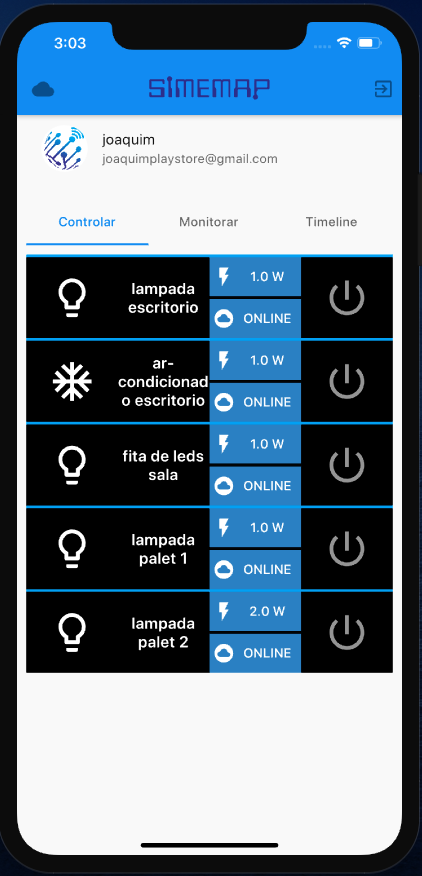 3:03
SIMEMAP
joaquim
joaquimplaystore@gmail.com
Controlar
Monitorar
Timeline
lampada
escritorio
1.0 W
ONLINE
ar-
condicionad
o escritorio
1.0 W
ONLINE
fita de leds
sala
1.0 W
ONLINE
lampada
palet 1
1.0 W
ONLINE
lampada
palet 2
2.0 W
ONLINE